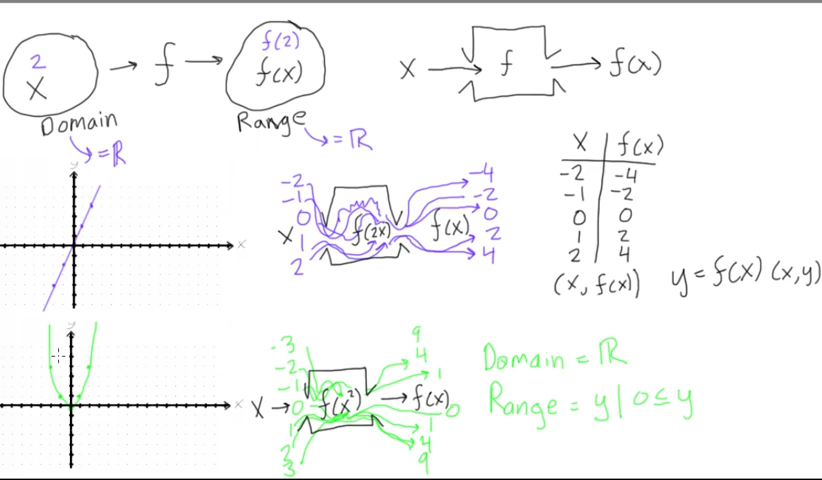 2
X → f → f(2)
f(x)
X → f → f(x)
Domain
= ℝ
Range
= ℝ
y
x
-2
-1
0
X 1
2
f(2x)
f(x)
-4
-2
0
2
4
X | f(x)
-2 | -4
-1 | -2
0 | 0
1 | 2
2 | 4
(x, f(x)) y = f(x) (x,y)
y
x
-3
-2
-1
X → 0
1
2
3
f(x²)
→ f(x)
9
4
1
0
1
4
9
Domain = ℝ
Range = y | 0 ≤ y